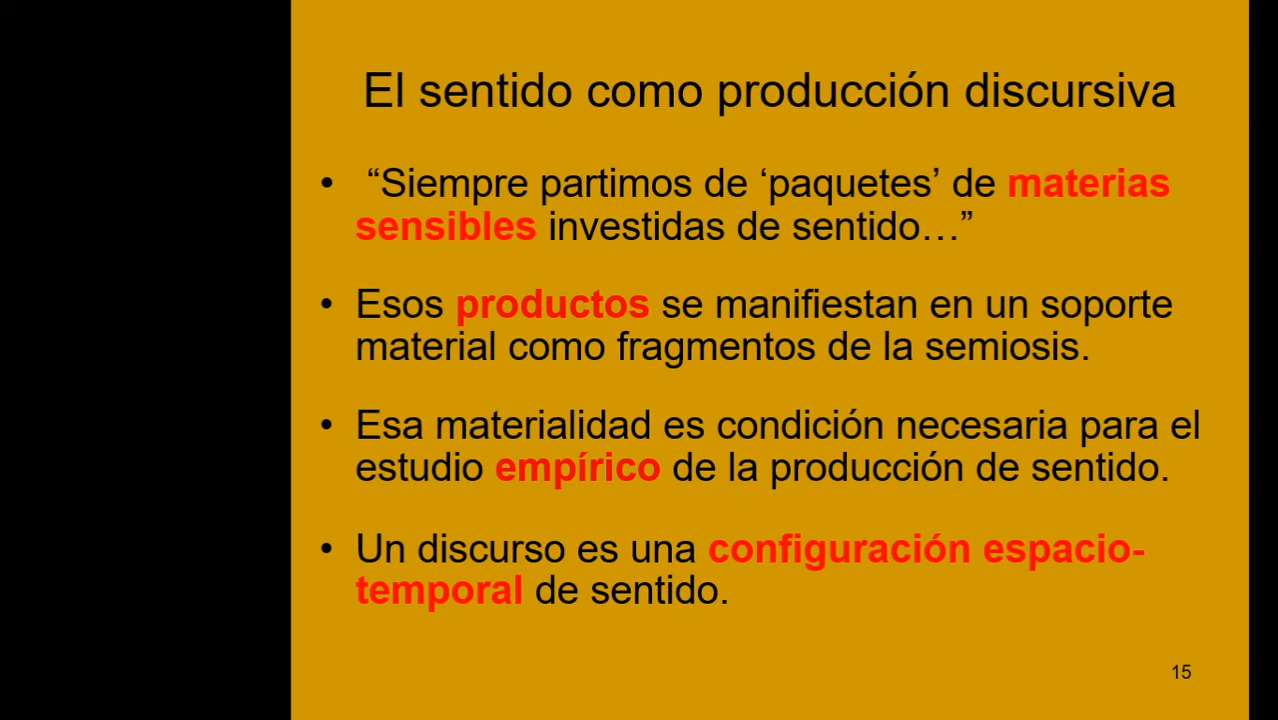 El sentido como producción discursiva
• “Siempre partimos de ‘paquetes’ de materias
sensibles investidas de sentido…”
• Esos productos se manifiestan en un soporte
material como fragmentos de la semiosis.
• Esa materialidad es condición necesaria para el
estudio empírico de la producción de sentido.
• Un discurso es una configuración espacio-
temporal de sentido.
15